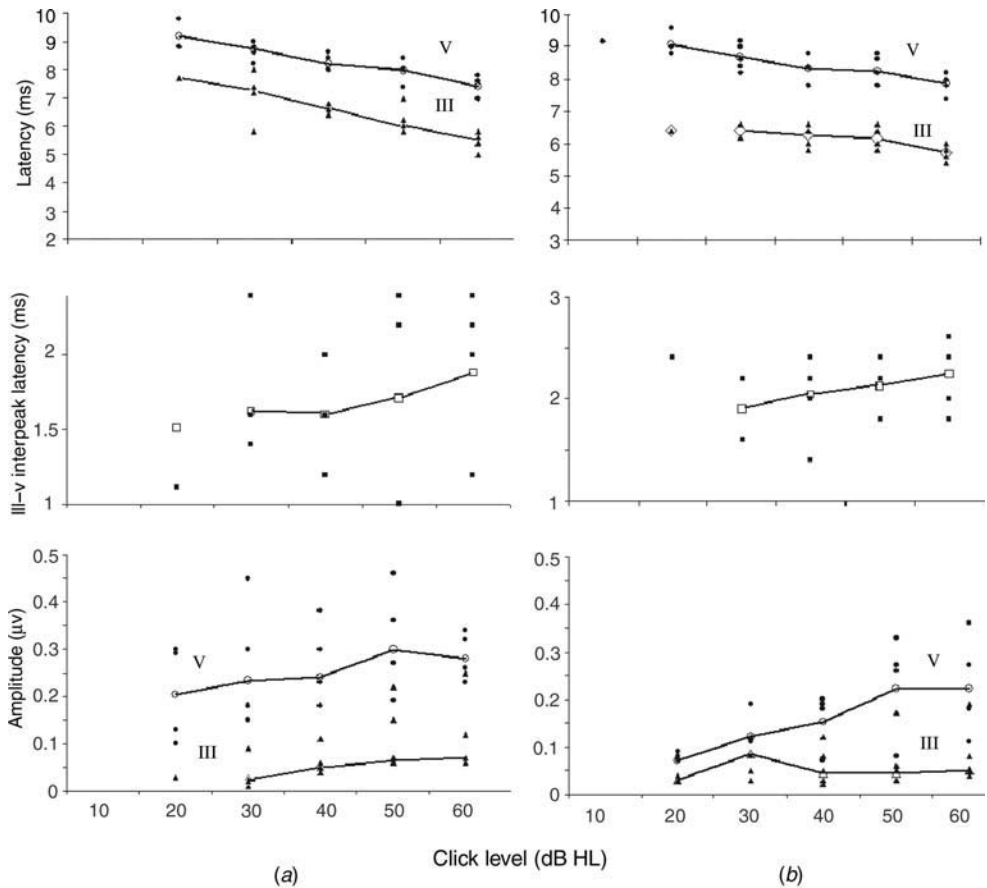 10
9
8
7
6
5
4
3
2
Latency (ms)
V
III
10
9
8
7
6
5
4
3
V
III
2
1.5
1
III–v interpeak latency (ms)
3
2
1
0.5
0.4
0.3
0.2
0.1
0
Amplitude (μv)
V
III
10 20 30 40 50 60
0.5
0.4
0.3
0.2
0.1
0
V
III
10 20 30 40 50 60
Click level (dB HL)
(a)
(b)